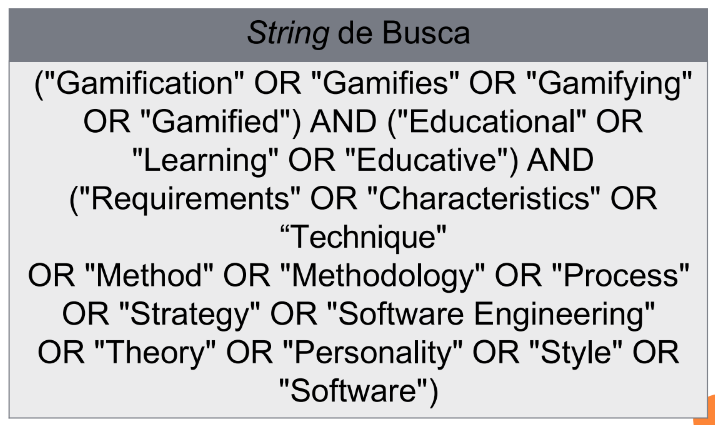 String de Busca
("Gamification" OR "Gamifies" OR "Gamifying"
OR "Gamified") AND ("Educational" OR
"Learning" OR "Educative") AND
("Requirements" OR "Characteristics" OR
“Technique"
OR "Method" OR "Methodology" OR "Process"
OR "Strategy" OR "Software Engineering"
OR "Theory" OR "Personality" OR "Style" OR
"Software")